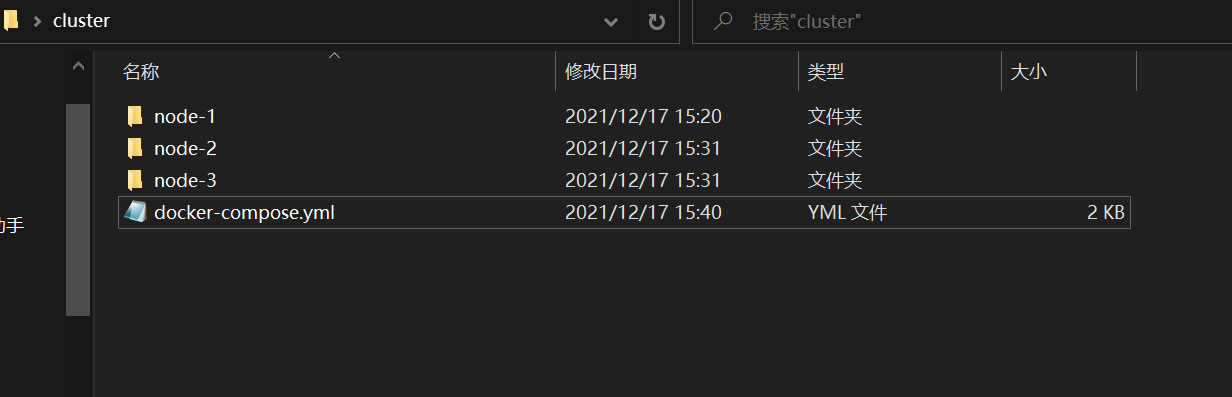 cluster 搜索"cluster"
名称 修改日期 类型 大小
node-1 2021/12/17 15:20 文件夹
node-2 2021/12/17 15:31 文件夹
node-3 2021/12/17 15:31 文件夹
docker-compose.yml 2021/12/17 15:40 YML 文件 2 KB
手